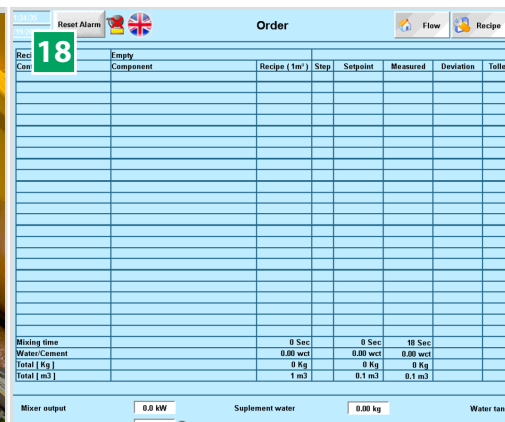 1:34:35
Reset Alarm
Order
Flow
Recipe
18
Empty
Component
Recipe ( 1m³ )
Step
Setpoint
Measured
Deviation
Mixing time
0 Sec
0 Sec
18 Sec
Water/Cement
0.00 wct
0.00 wct
0.00 wct
Total [ Kg ]
0 Kg
0 Kg
0 Kg
Total [ m3 ]
1 m3
0.1 m3
0.1 m3
Mixer output
0.0 kW
Suplement water
0.00 kg
Water tan